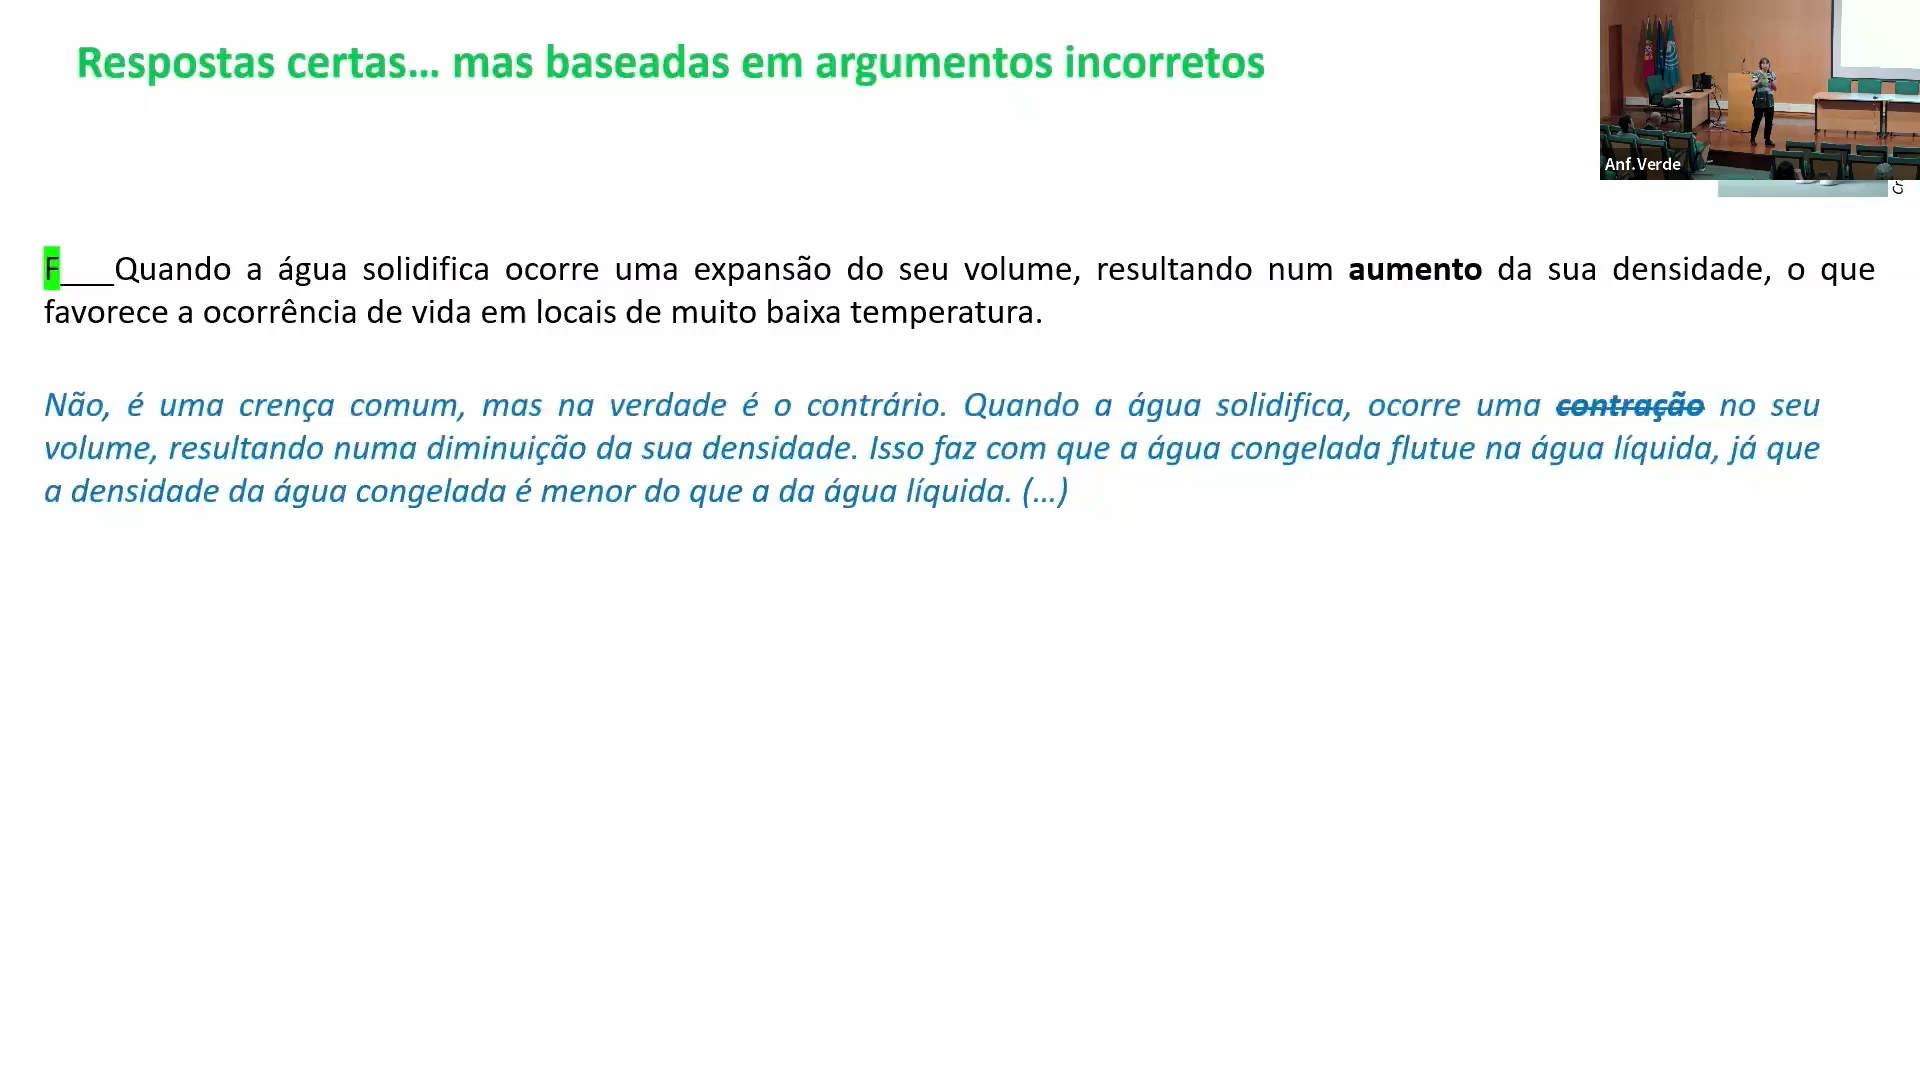 Respostas certas… mas baseadas em argumentos incorretos
Anf.Verde
Cr
F___Quando a água solidifica ocorre uma expansão do seu volume, resultando num aumento da sua densidade, o que
favorece a ocorrência de vida em locais de muito baixa temperatura.
Não, é uma crença comum, mas na verdade é o contrário. Quando a água solidifica, ocorre uma contração no seu
volume, resultando numa diminuição da sua densidade. Isso faz com que a água congelada flutue na água líquida, já que
a densidade da água congelada é menor do que a da água líquida. (…)